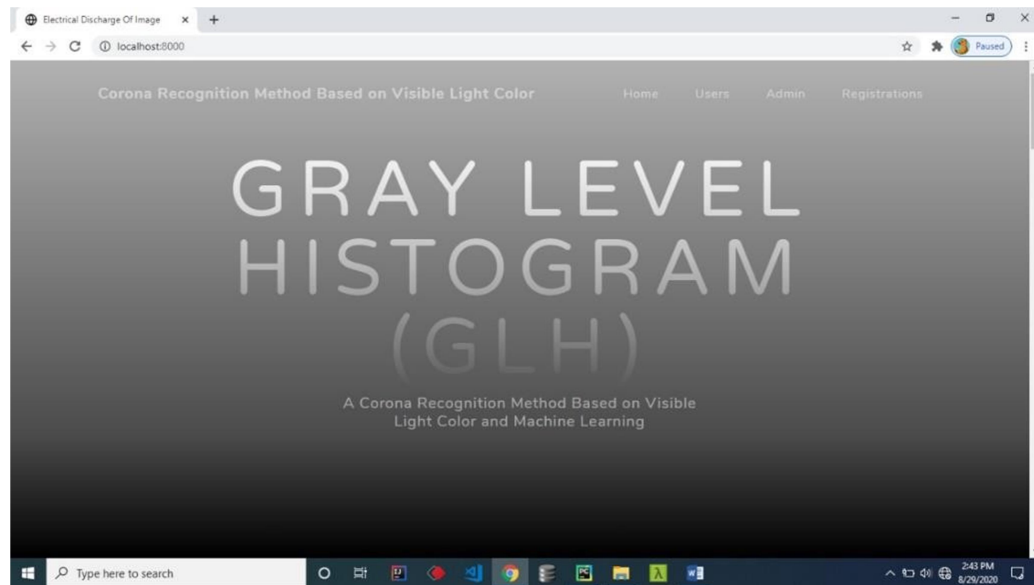 Electrical Discharge Of Image
localhost:8000
Paused
Corona Recognition Method Based on Visible Light Color
Home
Users
Admin
Registrations
GRAY LEVEL
HISTOGRAM
(GLH)
A Corona Recognition Method Based on Visible
Light Color and Machine Learning
Type here to search
2:43 PM
8/29/2020